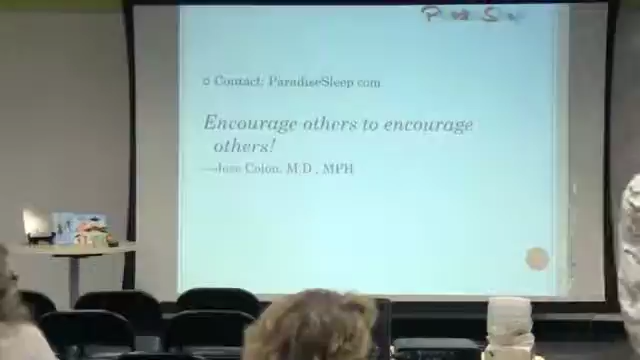 Contact: ParadiseSleep.com
Encourage others to encourage
others!
—Jose Colon, M.D., MPH